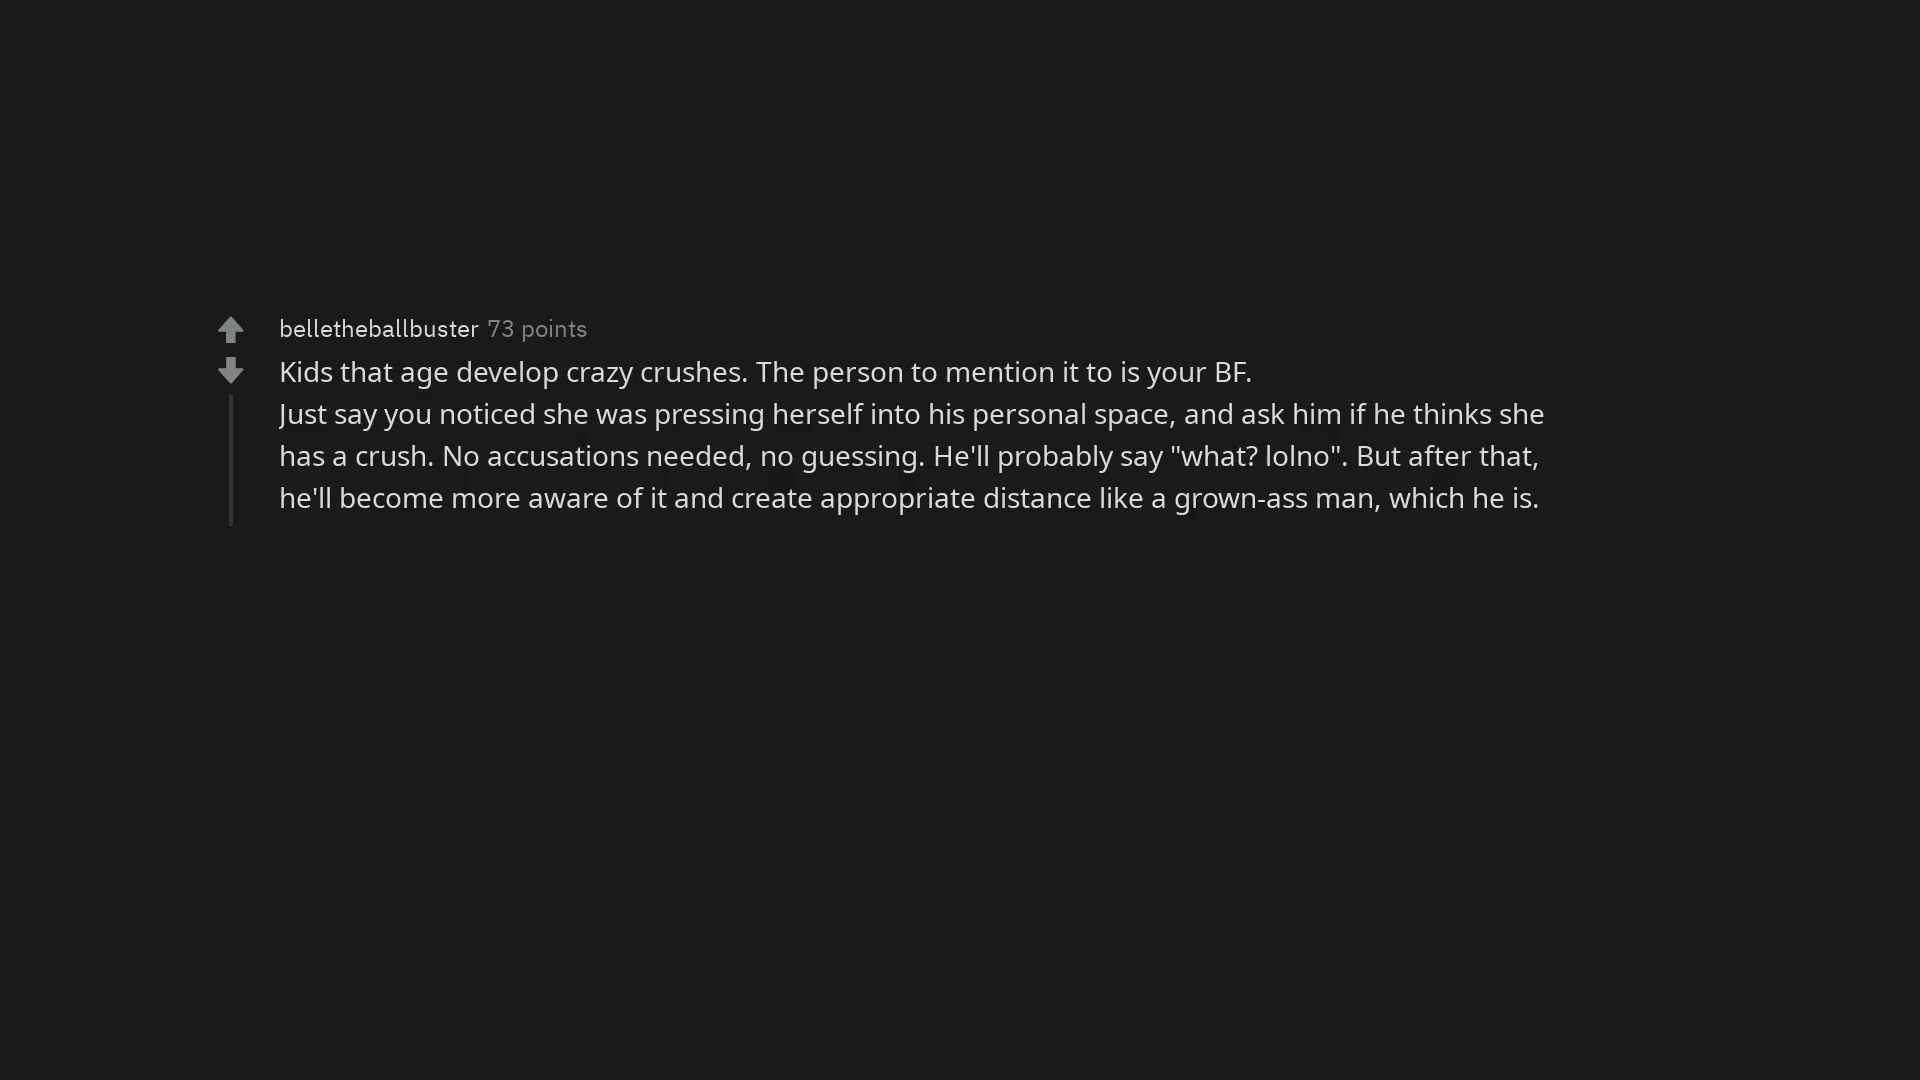 belletheballbuster 73 points
Kids that age develop crazy crushes. The person to mention it to is your BF.
Just say you noticed she was pressing herself into his personal space, and ask him if he thinks she
has a crush. No accusations needed, no guessing. He'll probably say "what? lolno". But after that,
he'll become more aware of it and create appropriate distance like a grown-ass man, which he is.